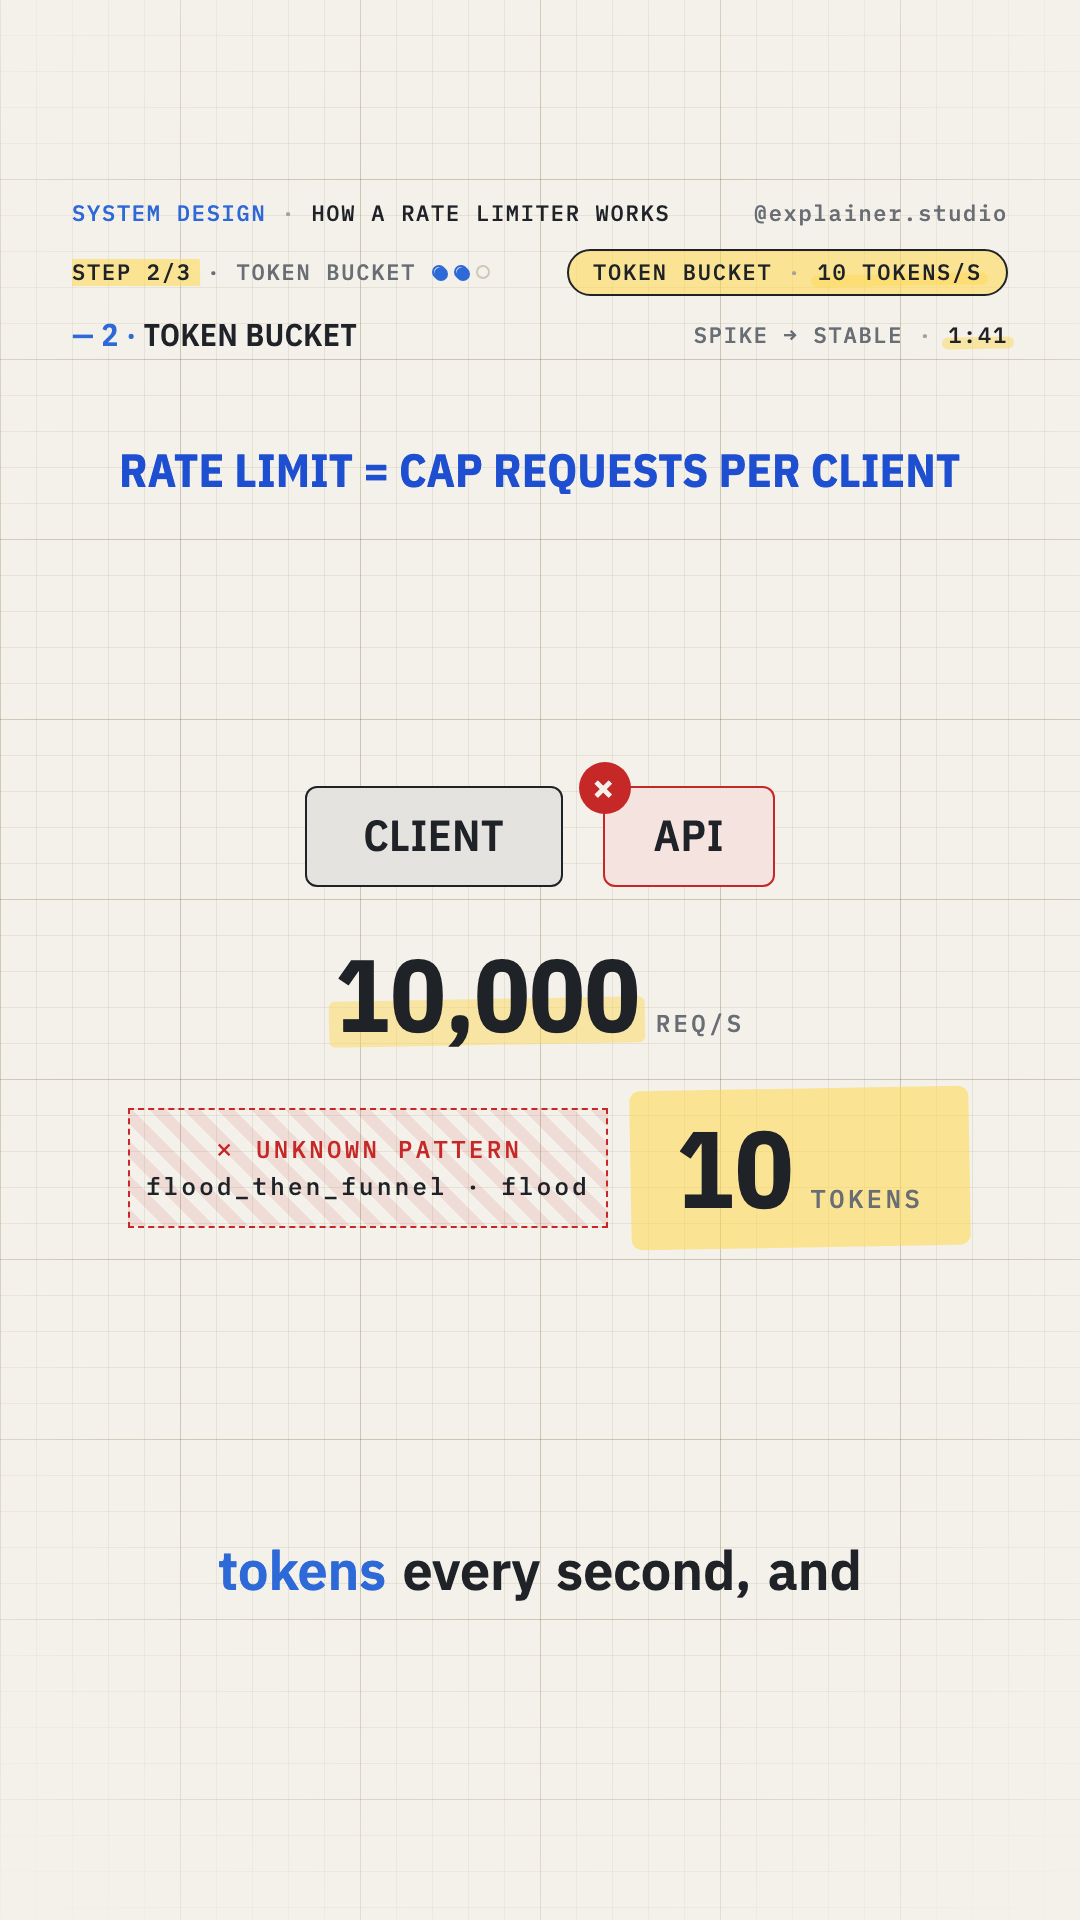 SYSTEM DESIGN · HOW A RATE LIMITER WORKS @explainer.studio
STEP 2/3 · TOKEN BUCKET TOKEN BUCKET · 10 TOKENS/S
— 2 · TOKEN BUCKET SPIKE → STABLE · 1:41
RATE LIMIT = CAP REQUESTS PER CLIENT
CLIENT × API
10,000 REQ/S
× UNKNOWN PATTERN
flood_then_funnel · flood
10 TOKENS
tokens every second, and